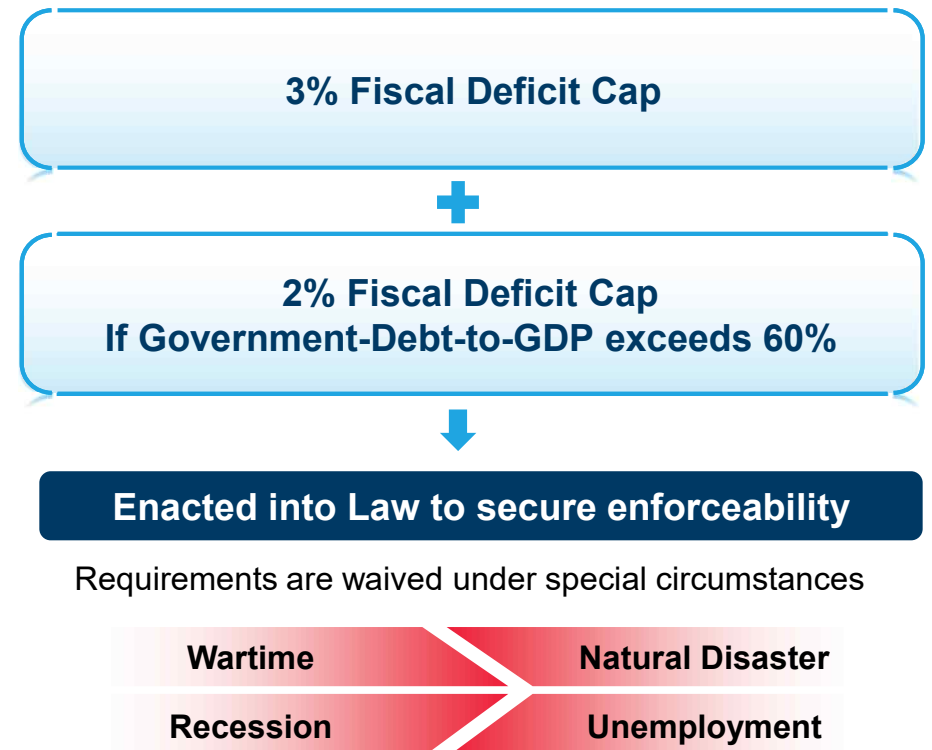 3% Fiscal Deficit Cap
2% Fiscal Deficit Cap
If Government-Debt-to-GDP exceeds 60%
Enacted into Law to secure enforceability
Requirements are waived under special circumstances
Wartime
Natural Disaster
Recession
Unemployment